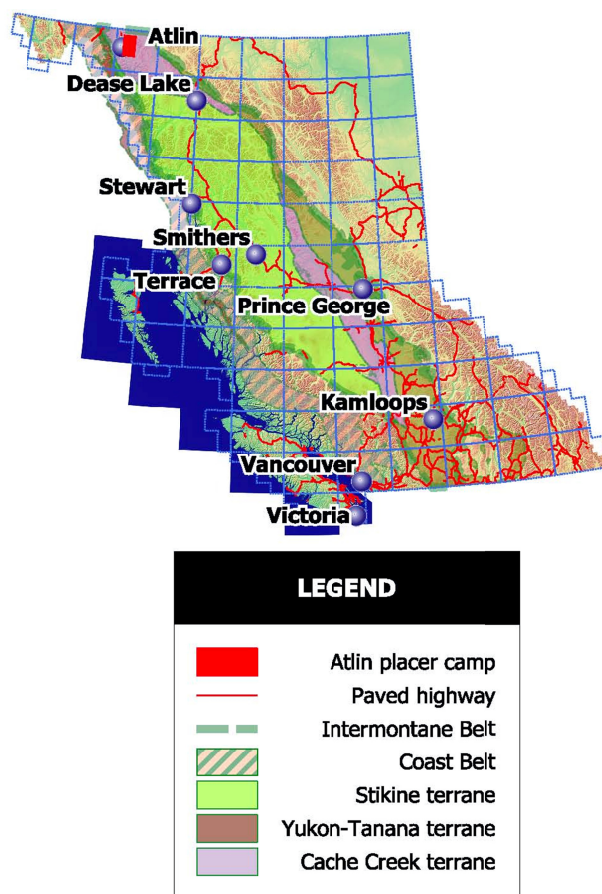 Atlin
Dease Lake
Stewart
Smithers
Terrace
Prince George
Kamloops
Vancouver
Victoria
LEGEND
Atlin placer camp
Paved highway
Intermontane Belt
Coast Belt
Stikine terrane
Yukon-Tanana terrane
Cache Creek terrane